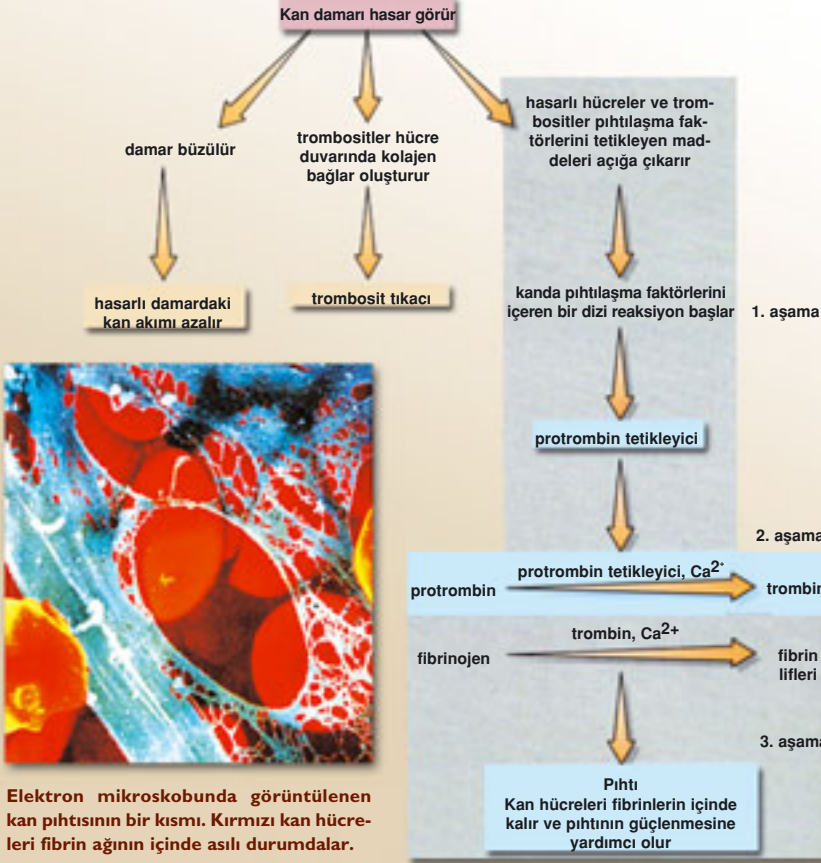 Kan damarı hasar görür
damar büzülür
hasarlı damardaki
kan akımı azalır
trombositler hücre
duvarında kolajen
bağlar oluşturur
trombosit tıkacı
hasarlı hücreler ve trom-
bositler pıhtılaşma fak-
törlerini tetikleyen mad-
deleri açığa çıkarır
kanda pıhtılaşma faktörlerini
içeren bir dizi reaksiyon başlar
1. aşama
protrombin tetikleyici
2. aşama
protrombin
protrombin tetikleyici, Ca²⁺
trombin
fibrinojen
trombin, Ca²⁺
fibrin
lifleri
3. aşama
Pıhtı
Kan hücreleri fibrinlerin içinde
kalır ve pıhtının güçlenmesine
yardımcı olur
Elektron mikroskobunda görüntülenen
kan pıhtısının bir kısmı. Kırmızı kan hücre-
leri fibrin ağının içinde asılı durumdalar.